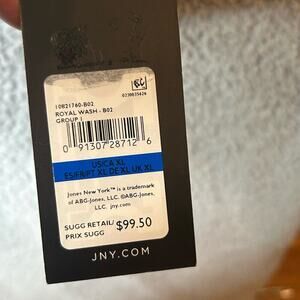 10821760-B02
0230035626
ROYAL WASH - B02
GROUP I
0 91307 28712 6
US/CA XL
ES/FR/PT XL DE XL UK XL
Jones New York™ is a trademark
of ABG-Jones, LLC. ©ABG-Jones,
LLC. jny.com
SUGG RETAIL/
PRIX SUGG
$99.50
JNY.COM